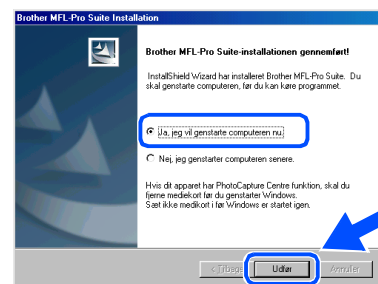 Brother MFL-Pro Suite Installation
Brother MFL-Pro Suite-installationen gennemført!
InstallShield Wizard har installeret Brother MFL-Pro Suite. Du
skal genstarte computeren, før du kan køre programmet.
Ja, jeg vil genstarte computeren nu.
Nej, jeg genstarter computeren senere.
Hvis dit apparat har PhotoCapture Centre funktion, skal du
fjerne mediekort før du genstarter Windows.
Sæt ikke mediekort i før Windows er startet igen.
< Tilbage Udfør Annuller